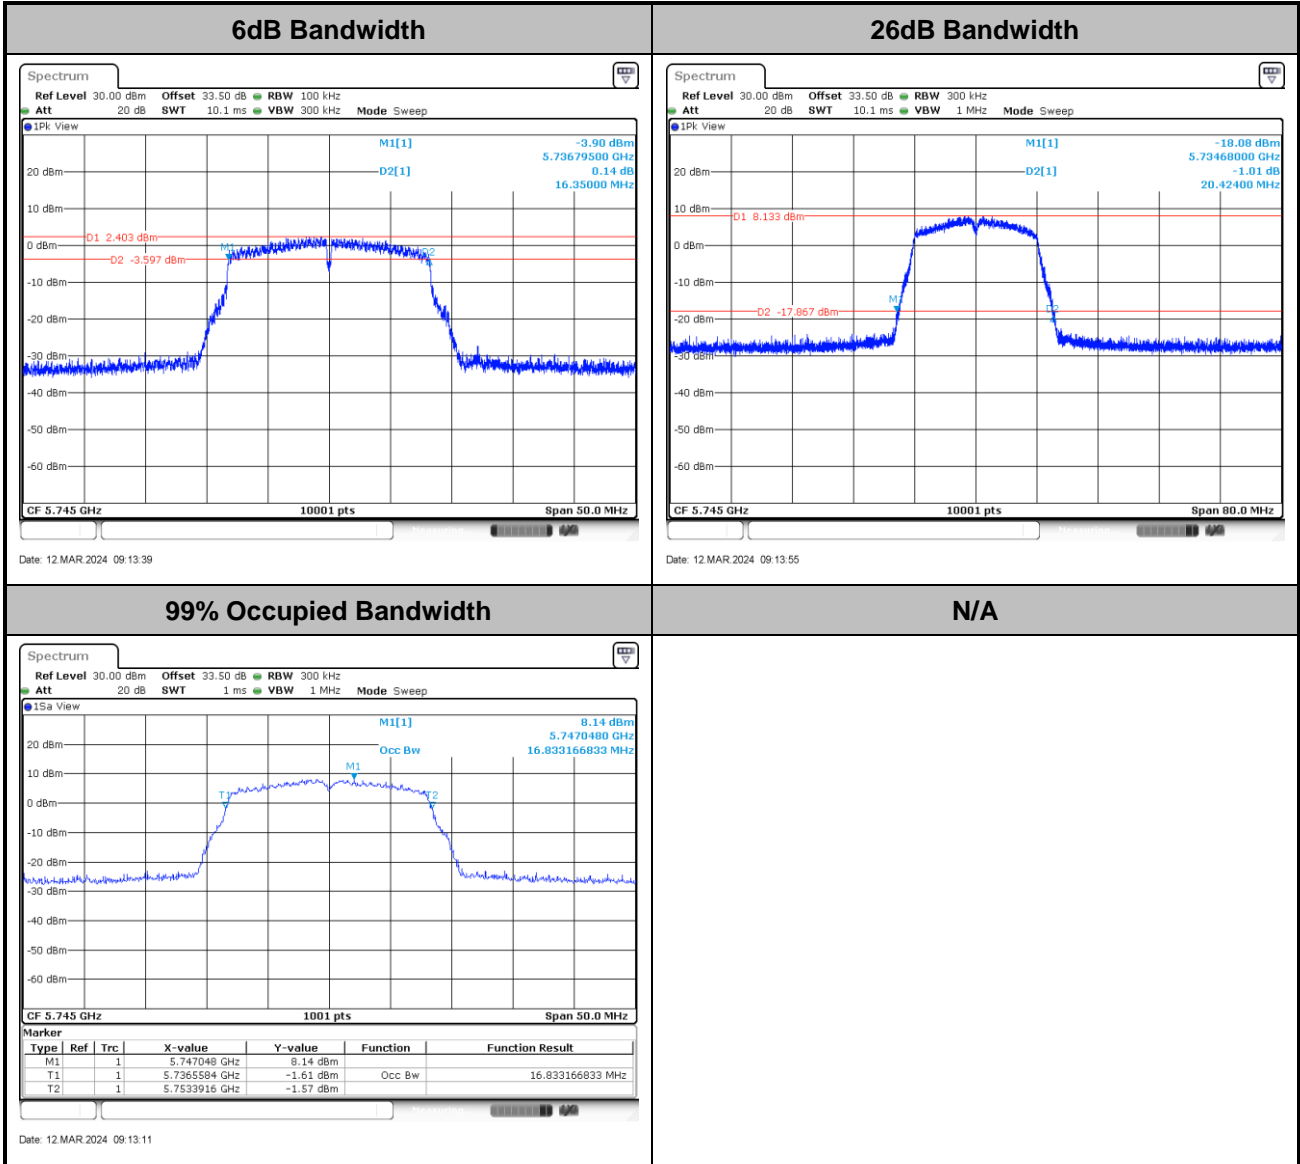 6dB Bandwidth
26dB Bandwidth
Spectrum
Ref Level 30.00 dBm Offset 33.50 dB RBW 100 kHz
Att 20 dB SWT 10.1 ms VBW 300 kHz Mode Sweep
1Pk View
M1[1] -3.90 dBm
5.73679500 GHz
D2[1] 0.14 dB
16.35000 MHz
20 dBm
10 dBm
D1 2.403 dBm
0 dBm
M1
D2
D2 -3.597 dBm
-10 dBm
-20 dBm
-30 dBm
-40 dBm
-50 dBm
-60 dBm
CF 5.745 GHz 10001 pts Span 50.0 MHz
Measuring...
Date: 12.MAR.2024 09:13:39
Spectrum
Ref Level 30.00 dBm Offset 33.50 dB RBW 300 kHz
Att 20 dB SWT 10.1 ms VBW 1 MHz Mode Sweep
1Pk View
M1[1] -18.08 dBm
5.73468000 GHz
D2[1] -1.01 dB
20.42400 MHz
20 dBm
10 dBm
D1 8.133 dBm
0 dBm
-10 dBm
M1
D2
D2 -17.867 dBm
-20 dBm
-30 dBm
-40 dBm
-50 dBm
-60 dBm
CF 5.745 GHz 10001 pts Span 80.0 MHz
Measuring...
Date: 12.MAR.2024 09:13:55
99% Occupied Bandwidth
N/A
Spectrum
Ref Level 30.00 dBm Offset 33.50 dB RBW 300 kHz
Att 20 dB SWT 1 ms VBW 1 MHz Mode Sweep
1Sa View
M1[1] 8.14 dBm
5.7470480 GHz
Occ Bw 16.833166833 MHz
20 dBm
M1
10 dBm
T1
T2
0 dBm
-10 dBm
-20 dBm
-30 dBm
-40 dBm
-50 dBm
-60 dBm
CF 5.745 GHz 1001 pts Span 50.0 MHz
Marker
Type Ref Trc X-value Y-value Function Function Result
M1 1 5.747048 GHz 8.14 dBm
T1 1 5.7365584 GHz -1.61 dBm Occ Bw 16.833166833 MHz
T2 1 5.7533916 GHz -1.57 dBm
Measuring...
Date: 12.MAR.2024 09:13:11